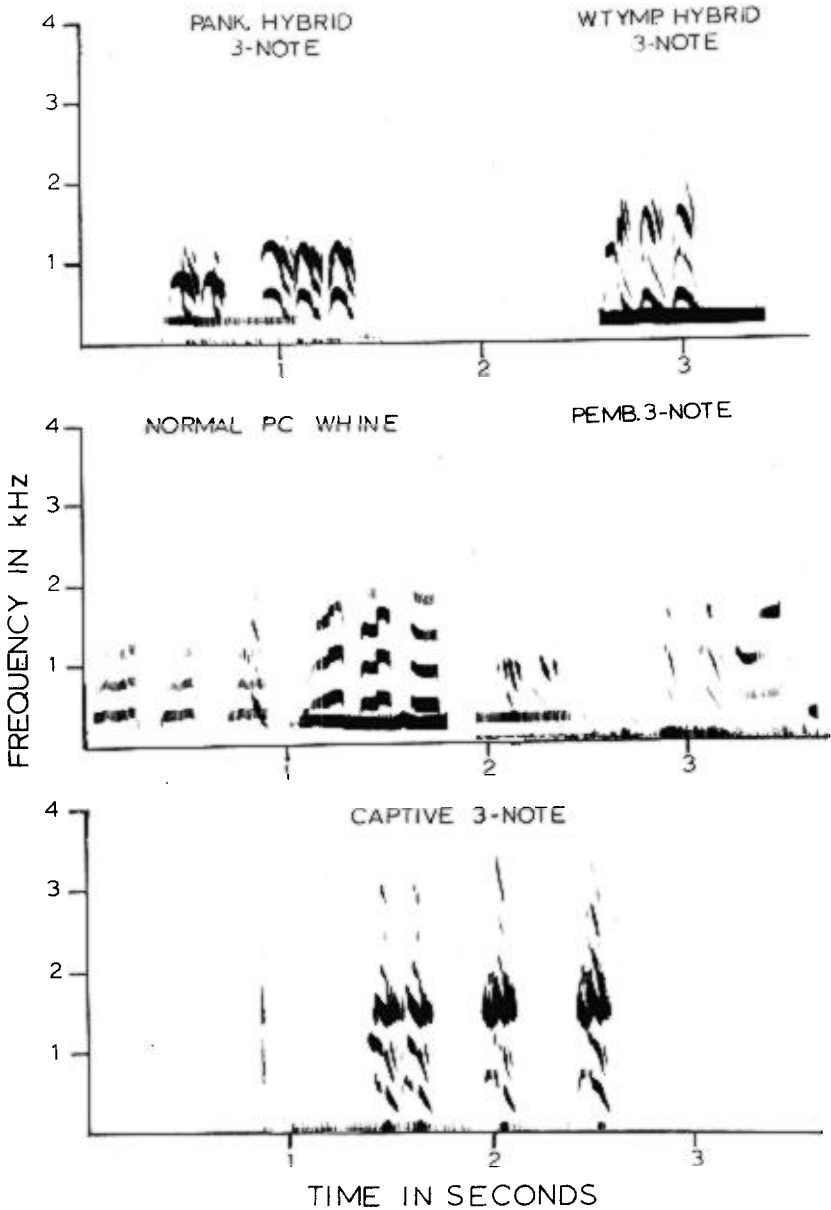 PANK. HYBRID
3-NOTE
W.TYMP. HYBRID
3-NOTE
4
3
2
1
1
2
3
NORMAL PC WHINE
PEMB. 3-NOTE
4
3
2
1
1
2
3
FREQUENCY IN kHz
CAPTIVE 3-NOTE
4
3
2
1
1
2
3
TIME IN SECONDS